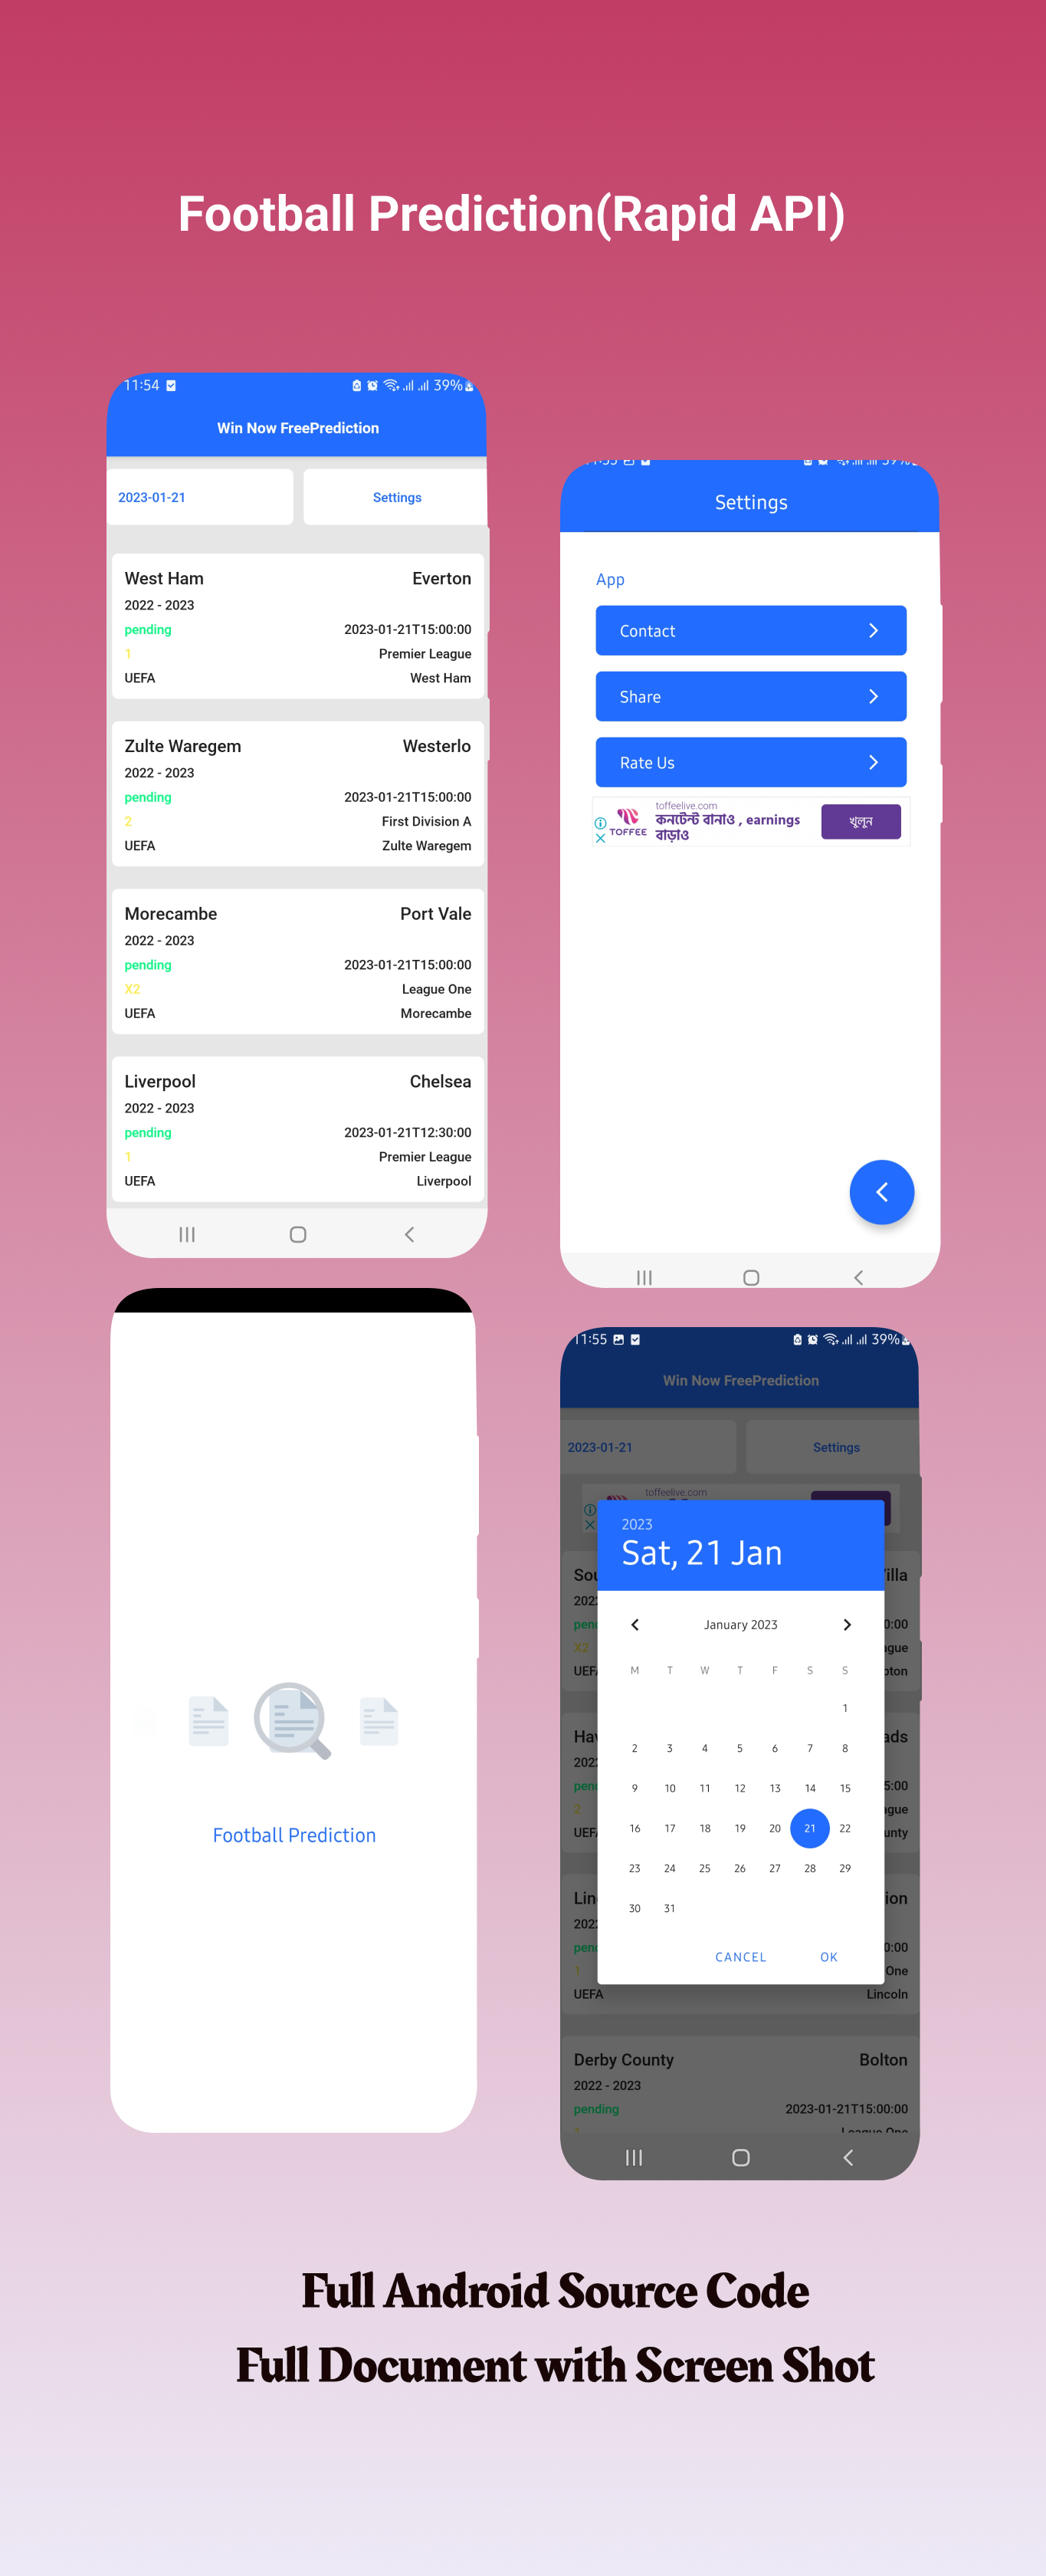 Football Prediction(Rapid API)
11:54 39%
Win Now FreePrediction
2023-01-21 Settings
West Ham Everton
2022 - 2023
pending 2023-01-21T15:00:00
1 Premier League
UEFA West Ham
Zulte Waregem Westerlo
2022 - 2023
pending 2023-01-21T15:00:00
2 First Division A
UEFA Zulte Waregem
Morecambe Port Vale
2022 - 2023
pending 2023-01-21T15:00:00
X2 League One
UEFA Morecambe
Liverpool Chelsea
2022 - 2023
pending 2023-01-21T12:30:00
1 Premier League
UEFA Liverpool
Settings
App
Contact
Share
Rate Us
toffeelive.com
কনটেন্ট বানাও , earnings
বাড়াও
TOFFEE
খুলুন
Football Prediction
11:55 39%
Win Now FreePrediction
2023-01-21 Settings
toffeelive.com
2023
Sat, 21 Jan
January 2023
M T W T F S S
1
2 3 4 5 6 7 8
9 10 11 12 13 14 15
16 17 18 19 20 21 22
23 24 25 26 27 28 29
30 31
CANCEL OK
UEFA Lincoln
Derby County Bolton
2022 - 2023
pending 2023-01-21T15:00:00
League One
Full Android Source Code
Full Document with Screen Shot